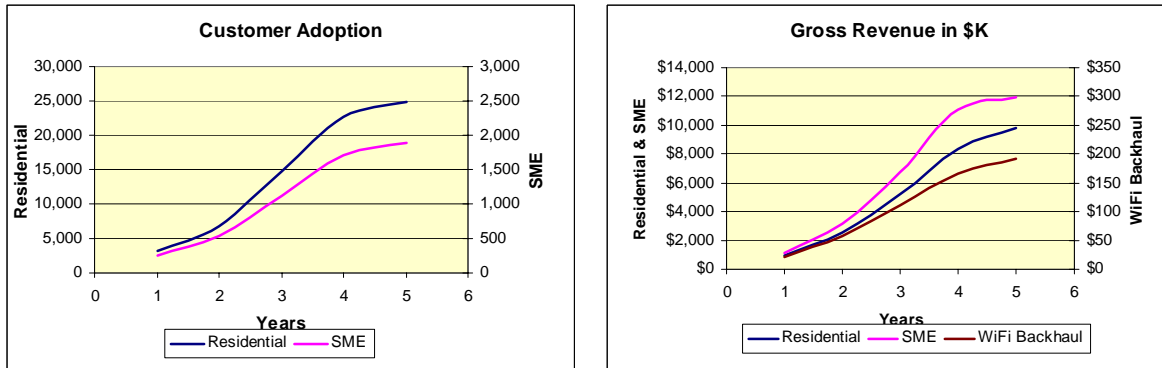 Customer Adoption
30,000
25,000
20,000
15,000
10,000
5,000
0
Residential
3,000
2,500
2,000
1,500
1,000
500
0
SME
0 1 2 3 4 5 6
Years
Residential SME
Gross Revenue in $K
$14,000
$12,000
$10,000
$8,000
$6,000
$4,000
$2,000
$0
Residential & SME
$350
$300
$250
$200
$150
$100
$50
$0
WiFi Backhaul
0 1 2 3 4 5 6
Years
Residential SME WiFi Backhaul